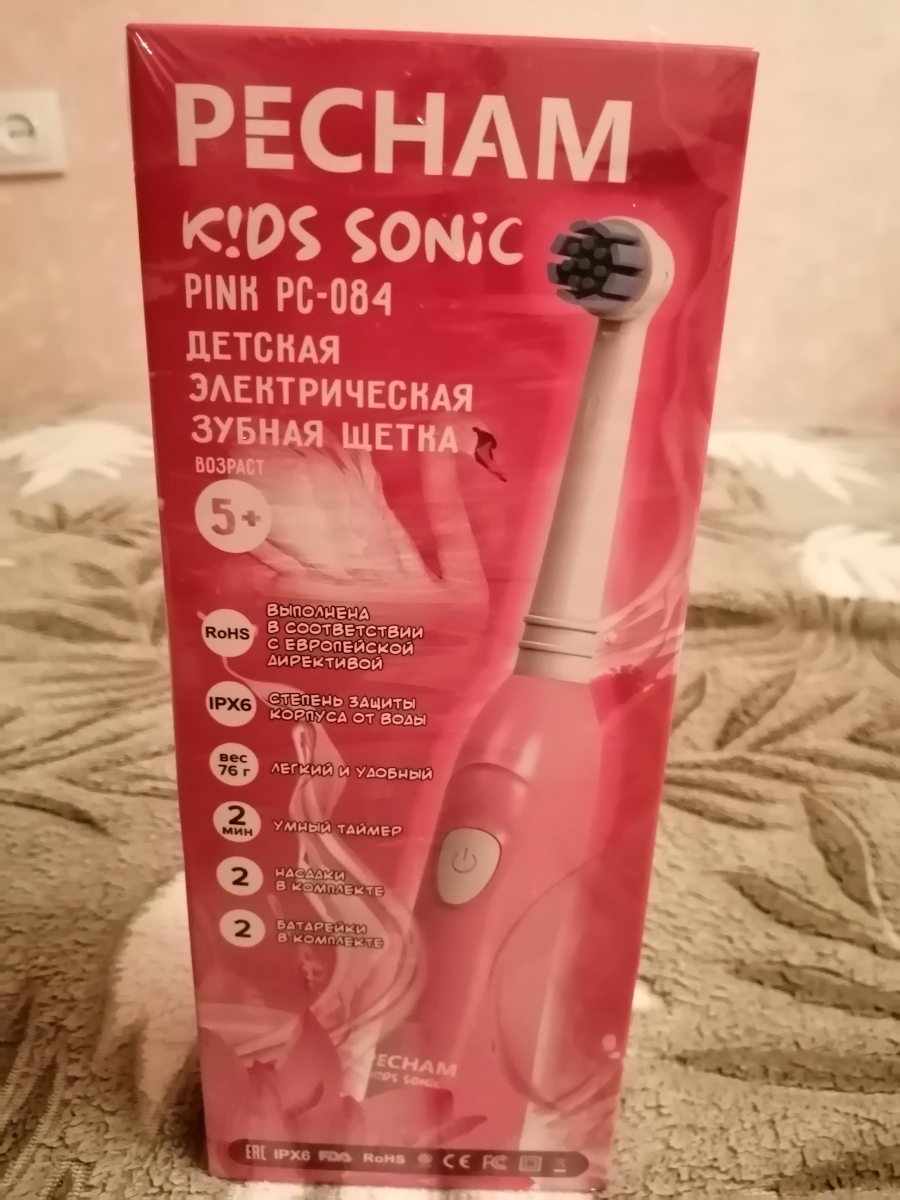 PECHAM
K!DS SONiC
PINK PC-084
ДЕТСКАЯ
ЭЛЕКТРИЧЕСКАЯ
ЗУБНАЯ ЩЕТКА
ВОЗРАСТ
5+
RoHS
ВЫПОЛНЕНА
В СООТВЕТСТВИИ
С ЕВРОПЕЙСКОЙ
ДИРЕКТИВОЙ
IPX6
СТЕПЕНЬ ЗАЩИТЫ
КОРПУСА ОТ ВОДЫ
вес
76 г
ЛЕГКИЙ И УДОБНЫЙ
2
МИН
УМНЫЙ ТАЙМЕР
2
НАСАДКИ
В КОМПЛЕКТЕ
2
БАТАРЕЙКИ
В КОМПЛЕКТЕ
PECHAM
KIDS SONIC
EAC IPX6 FDA RoHS CE FC